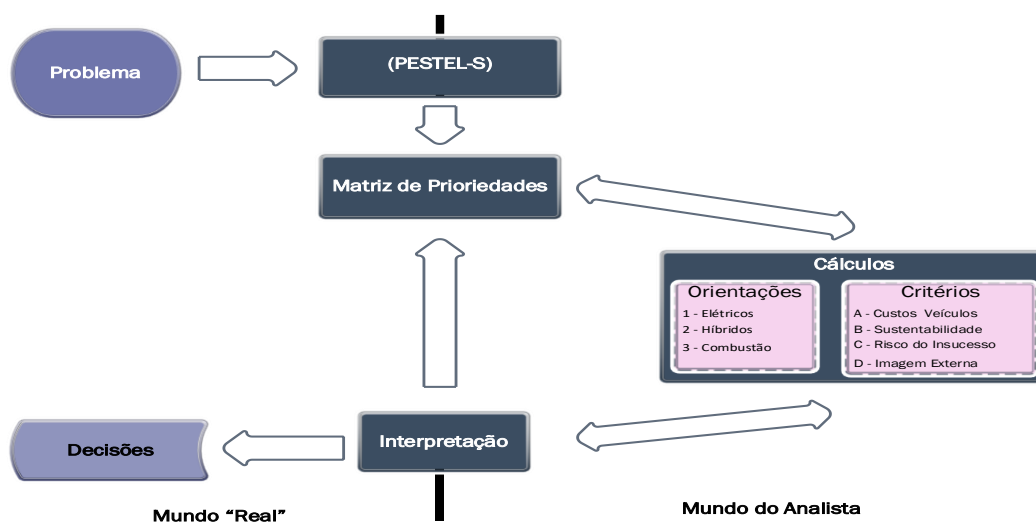 Problema
(PESTEL-S)
Matriz de Prioriedades
Cálculos
Orientações
1 - Elétricos
2 - Híbridos
3 - Combustão
Critérios
A - Custos Veículos
B - Sustentabilidade
C - Risco do Insucesso
D - Imagem Externa
Decisões
Interpretação
Mundo “Real”
Mundo do Analista